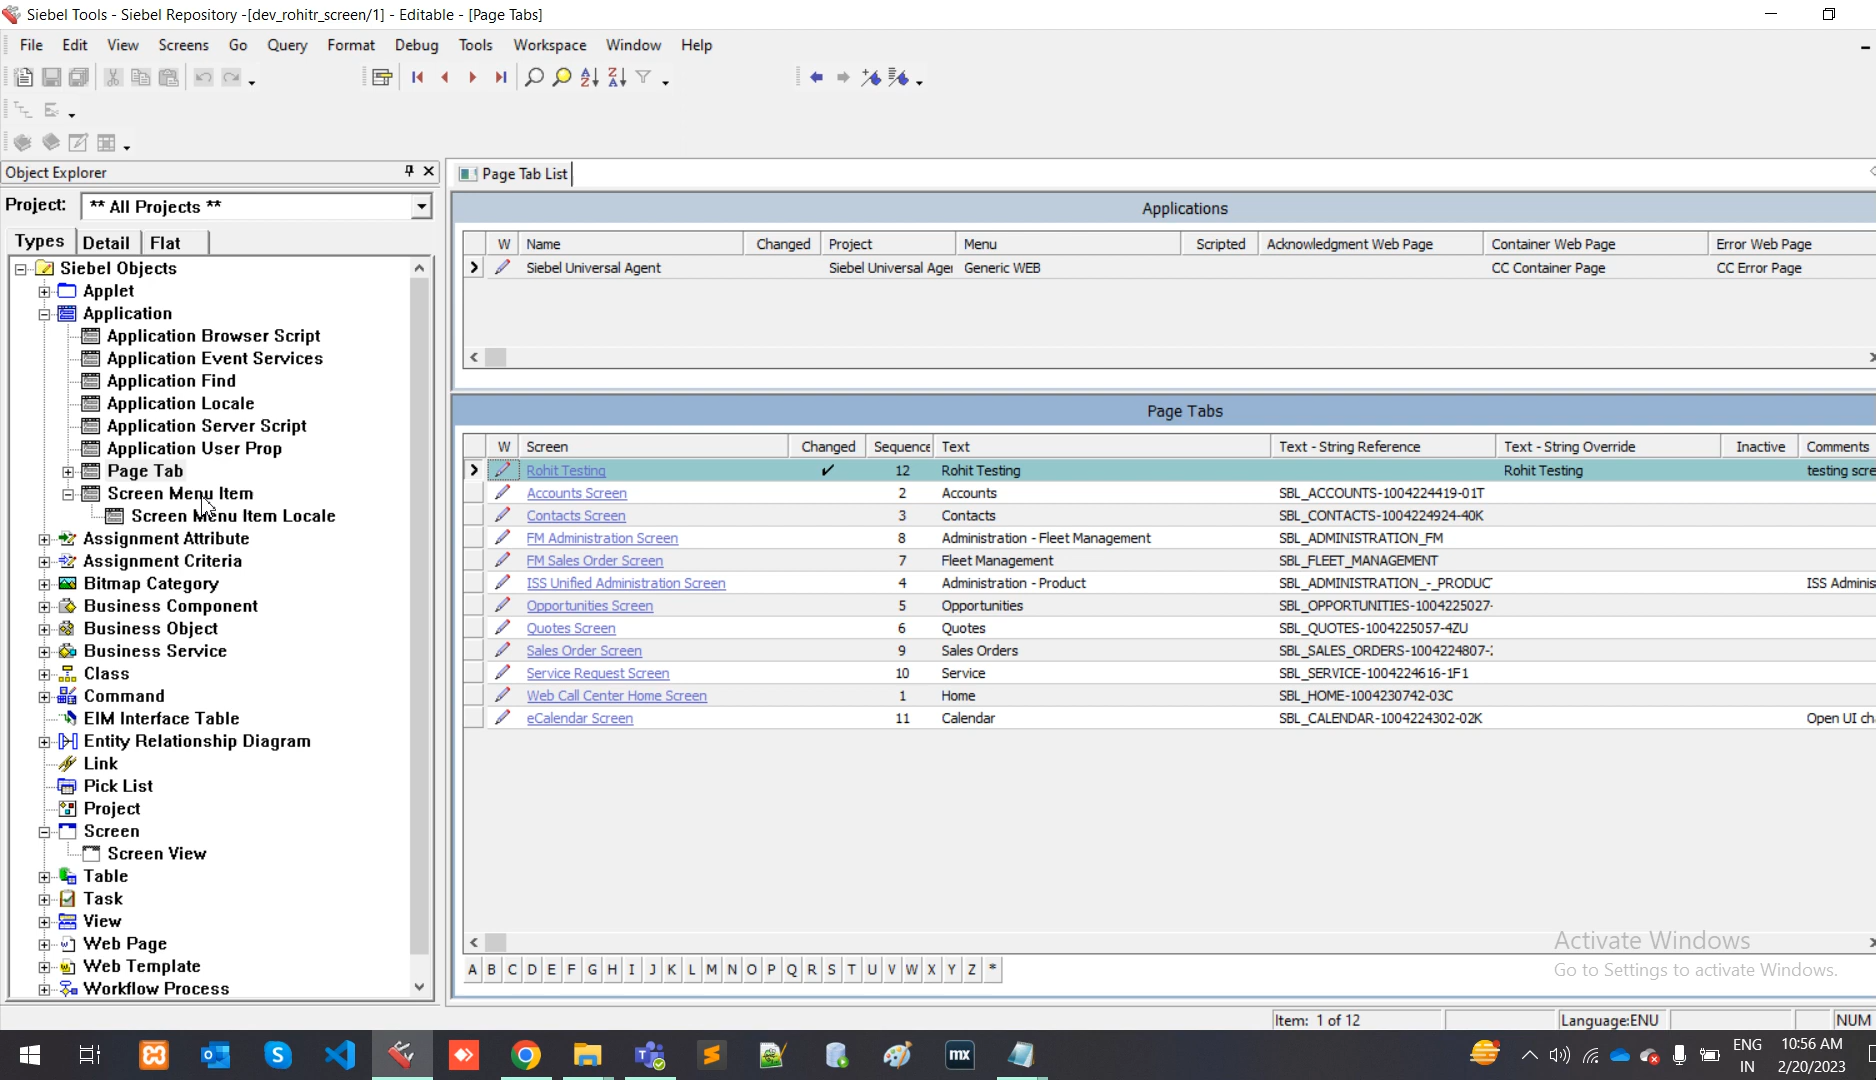 Siebel Tools - Siebel Repository -[dev_rohitr_screen/1] - Editable - [Page Tabs]
File Edit View Screens Go Query Format Debug Tools Workspace Window Help
Object Explorer
Project: ** All Projects **
Types Detail Flat
Siebel Objects
Applet
Application
Application Browser Script
Application Event Services
Application Find
Application Locale
Application Server Script
Application User Prop
Page Tab
Screen Menu Item
Screen Menu Item Locale
Assignment Attribute
Assignment Criteria
Bitmap Category
Business Component
Business Object
Business Service
Class
Command
EIM Interface Table
Entity Relationship Diagram
Link
Pick List
Project
Screen
Screen View
Table
Task
View
Web Page
Web Template
Workflow Process
Page Tab List
Applications
W Name Changed Project Menu Scripted Acknowledgment Web Page Container Web Page Error Web Page
Siebel Universal Agent Siebel Universal Ager Generic WEB CC Container Page CC Error Page
Page Tabs
W Screen Changed Sequence Text Text - String Reference Text - String Override Inactive Comments
Rohit Testing ✓ 12 Rohit Testing Rohit Testing testing scre
Accounts Screen 2 Accounts SBL_ACCOUNTS-1004224419-01T
Contacts Screen 3 Contacts SBL_CONTACTS-1004224924-40K
FM Administration Screen 8 Administration - Fleet Management SBL_ADMINISTRATION_FM
FM Sales Order Screen 7 Fleet Management SBL_FLEET_MANAGEMENT
ISS Unified Administration Screen 4 Administration - Product SBL_ADMINISTRATION_-_PRODUC ISS Adminis
Opportunities Screen 5 Opportunities SBL_OPPORTUNITIES-1004225027-
Quotes Screen 6 Quotes SBL_QUOTES-1004225057-4ZU
Sales Order Screen 9 Sales Orders SBL_SALES_ORDERS-1004224807-
Service Request Screen 10 Service SBL_SERVICE-1004224616-1F1
Web Call Center Home Screen 1 Home SBL_HOME-1004230742-03C
eCalendar Screen 11 Calendar SBL_CALENDAR-1004224302-02K Open UI ch
A B C D E F G H I J K L M N O P Q R S T U V W X Y Z *
Activate Windows
Go to Settings to activate Windows.
Item: 1 of 12 Language:ENU NUM
mx
ENG
IN
10:56 AM
2/20/2023